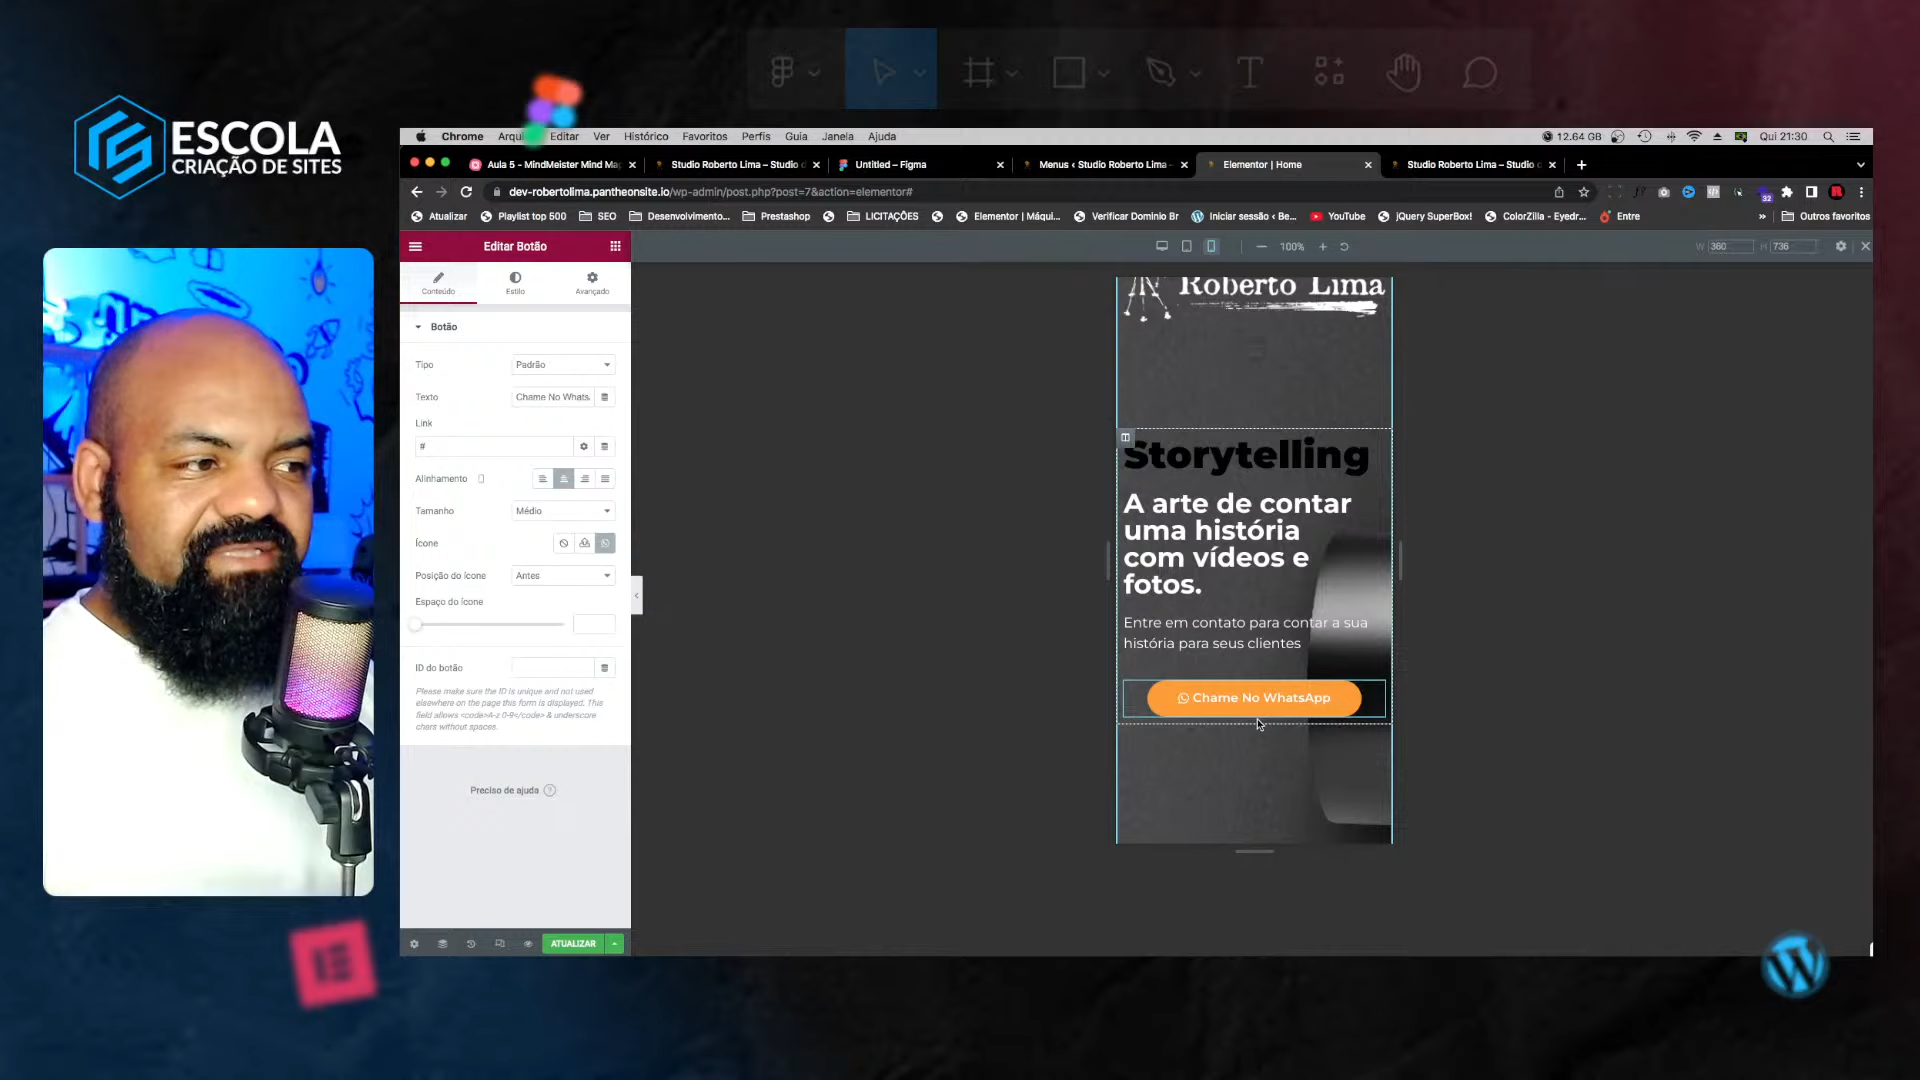 ESCOLA
CRIAÇÃO DE SITES
Chrome
Editar
Ver
Histórico
Favoritos
Perfis
Guia
Janela
Ajuda
12.64 GB
Qui 21:30
Aula 5 - MindMeister Mind Ma
Studio Roberto Lima – Studio
Untitled – Figma
Menus ‹ Studio Roberto Lima –
Elementor | Home
Studio Roberto Lima – Studio
dev-robertolima.pantheonsite.io/wp-admin/post.php?post=7&action=elementor#
32
Atualizar
Playlist top 500
SEO
Desenvolvimento...
Prestashop
LICITAÇÕES
Elementor | Máqui...
Verificar Domínio Br
Iniciar sessão ‹ Be...
YouTube
jQuery SuperBox!
ColorZilla - Eyedr...
Entre
»
Outros favoritos
Editar Botão
100%
W 360
H 736
Conteúdo
Estilo
Avançado
Botão
Tipo
Padrão
Texto
Chame No Whats
Link
#
Alinhamento
Tamanho
Médio
Ícone
Posição do ícone
Antes
Espaço do ícone
ID do botão
Please make sure the ID is unique and not used
elsewhere on the page this form is displayed. This
field allows <code>A-z 0-9</code> & underscore
chars without spaces.
Preciso de ajuda
ATUALIZAR
Roberto Lima
Storytelling
A arte de contar
uma história
com vídeos e
fotos.
Entre em contato para contar a sua
história para seus clientes
Chame No WhatsApp